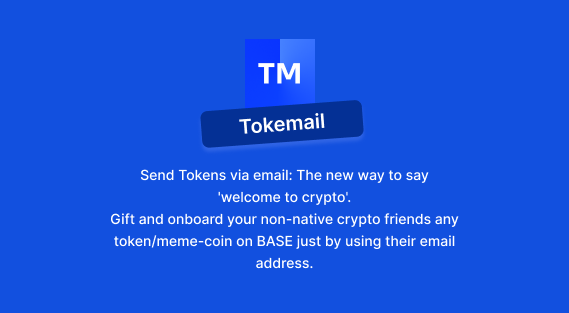 TM
Tokemail
Send Tokens via email: The new way to say
'welcome to crypto'.
Gift and onboard your non-native crypto friends any
token/meme-coin on BASE just by using their email
address.